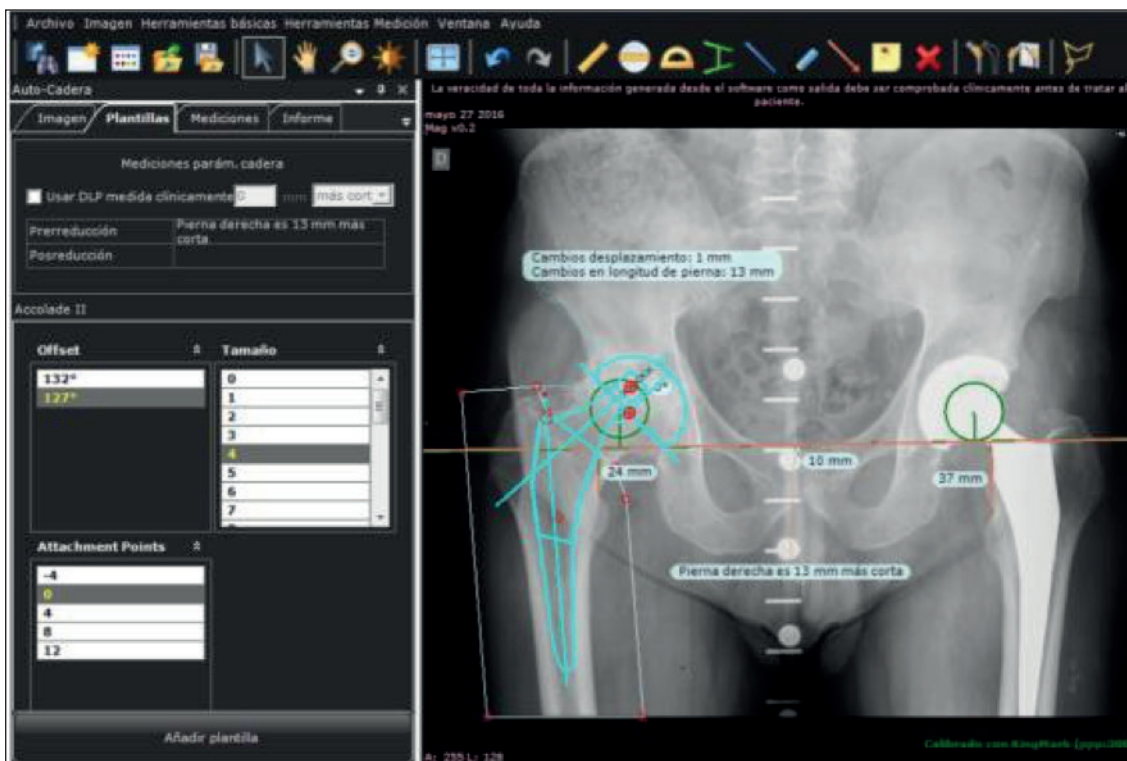 Archivo Imagen Herramientas básicas Herramientas Medición Ventana Ayuda
Auto-Cadera
Imagen Plantillas Mediciones Informe
Mediciones parám. cadera
Usar DLP medida clínicamente 0 mm más cort
Prerreducción Pierna derecha es 13 mm más corta
Posreducción
Accolade II
Offset Tamaño
132°
127°
0
1
2
3
4
5
6
7
Attachment Points
-4
0
4
8
12
Añadir plantilla
La veracidad de toda la información generada desde el software como salida debe ser comprobada clínicamente antes de tratar al
paciente.
mayo 27 2016
Mag v0.2
D
Cambios desplazamiento: 1 mm
Cambios en longitud de pierna: 13 mm
24 mm
10 mm
37 mm
Pierna derecha es 13 mm más corta
A: 255 L: 128
Calibrado con KingMark